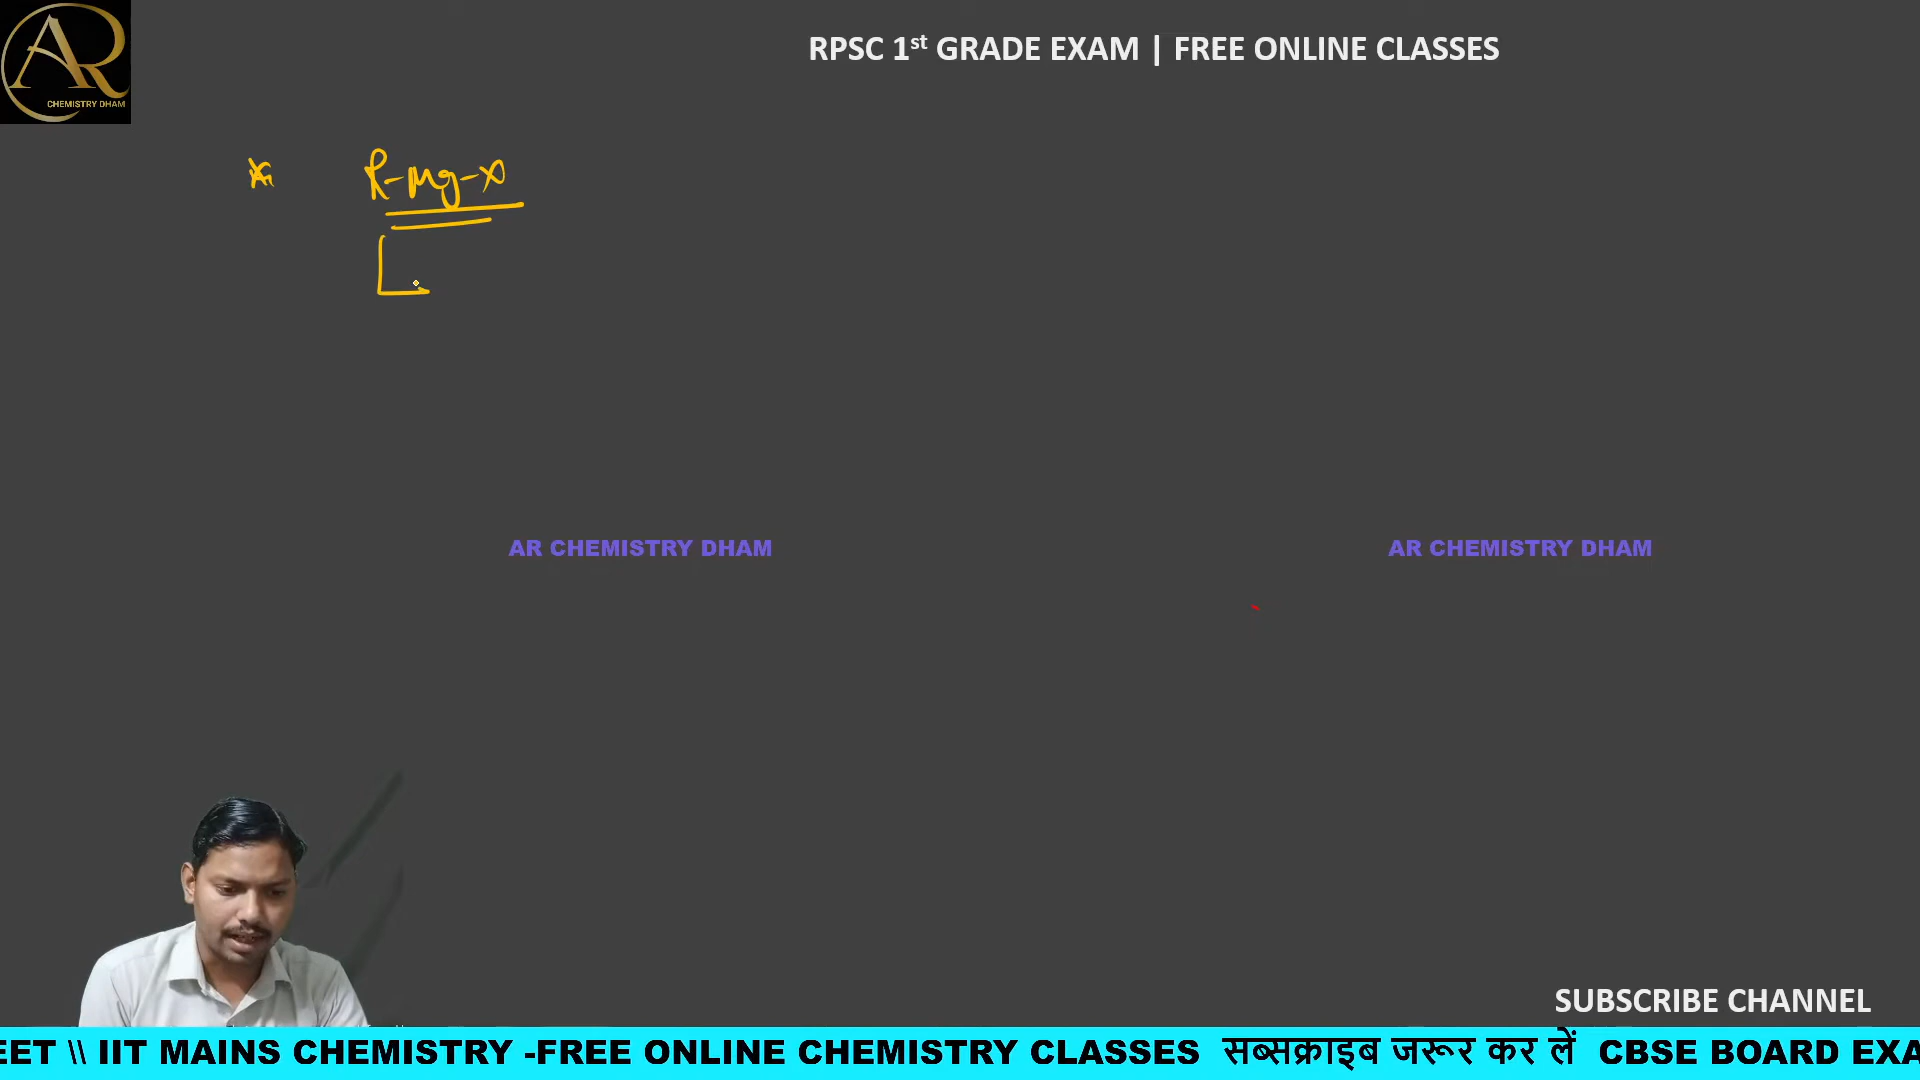 AR
CHEMISTRY DHAM
RPSC 1st GRADE EXAM | FREE ONLINE CLASSES
R-Mg-X
AR CHEMISTRY DHAM
AR CHEMISTRY DHAM
SUBSCRIBE CHANNEL
EET \\ IIT MAINS CHEMISTRY -FREE ONLINE CHEMISTRY CLASSES सब्सक्राइब जरूर कर लें CBSE BOARD EXA